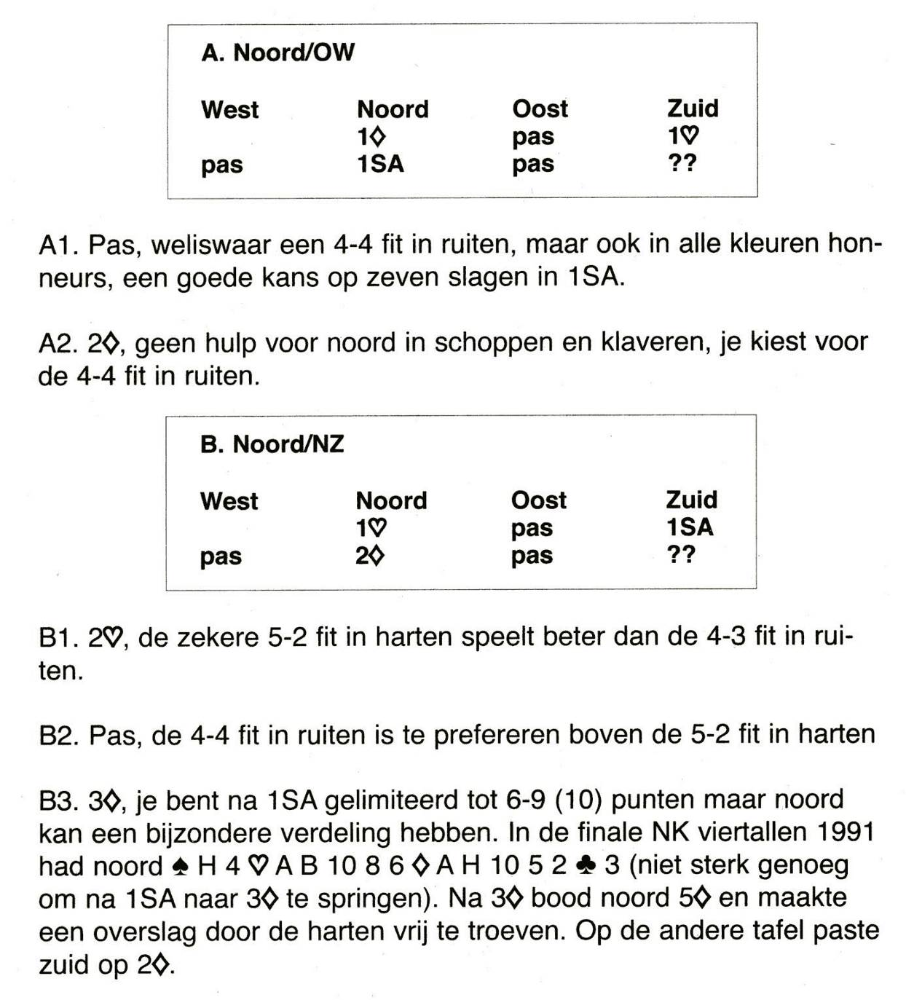 A. Noord/OW
West Noord Oost Zuid
1♢ pas 1♡
pas 1SA pas ??
A1. Pas, weliswaar een 4-4 fit in ruiten, maar ook in alle kleuren hon-
neurs, een goede kans op zeven slagen in 1SA.
A2. 2♢, geen hulp voor noord in schoppen en klaveren, je kiest voor
de 4-4 fit in ruiten.
B. Noord/NZ
West Noord Oost Zuid
1♡ pas 1SA
pas 2♢ pas ??
B1. 2♡, de zekere 5-2 fit in harten speelt beter dan de 4-3 fit in rui-
ten.
B2. Pas, de 4-4 fit in ruiten is te prefereren boven de 5-2 fit in harten
B3. 3♢, je bent na 1SA gelimiteerd tot 6-9 (10) punten maar noord
kan een bijzondere verdeling hebben. In de finale NK viertallen 1991
had noord ♠ H 4 ♡ A B 10 8 6 ♢ A H 10 5 2 ♣ 3 (niet sterk genoeg
om na 1SA naar 3♢ te springen). Na 3♢ bood noord 5♢ en maakte
een overslag door de harten vrij te troeven. Op de andere tafel paste
zuid op 2♢.